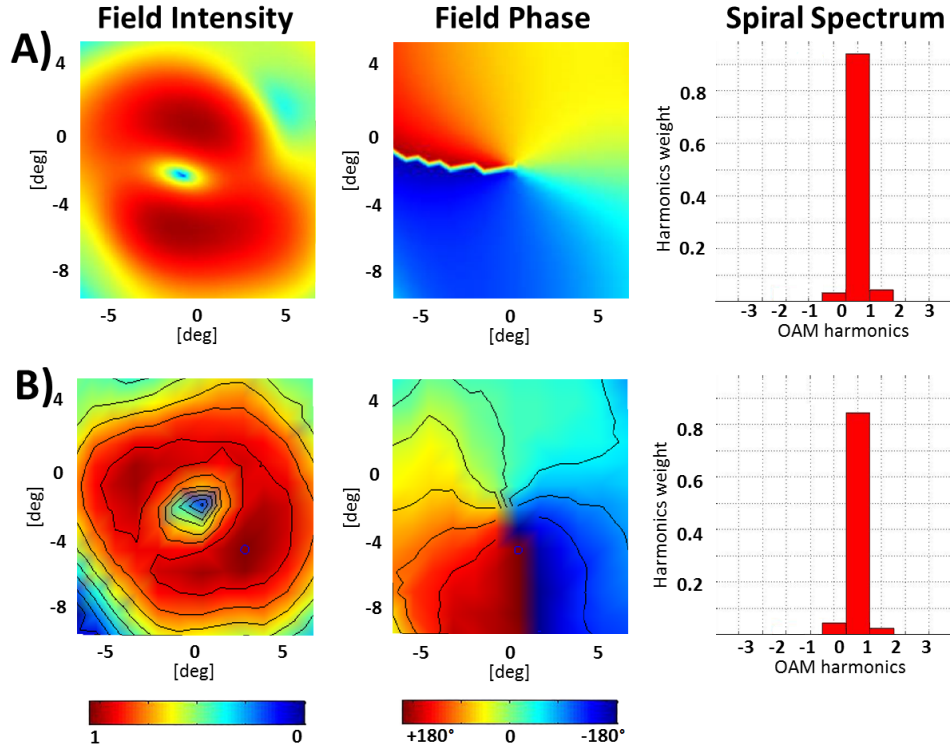 Field Intensity Field Phase Spiral Spectrum
A)
4 0 -4 -8
[deg]
0 5
[deg]
4 0 -4 -8
[deg]
0 5
[deg]
0.8 0.6 0.4 0.2
Harmonics weight
-3 -2 -1 0 1 2 3
OAM harmonics
B)
4 0 -4 -8
[deg]
0 5
[deg]
4 0 -4 -8
[deg]
0 5
[deg]
0.8 0.6 0.4 0.2
Harmonics weight
-3 -2 -1 0 1 2 3
OAM harmonics
1 0
+180° 0 -180°